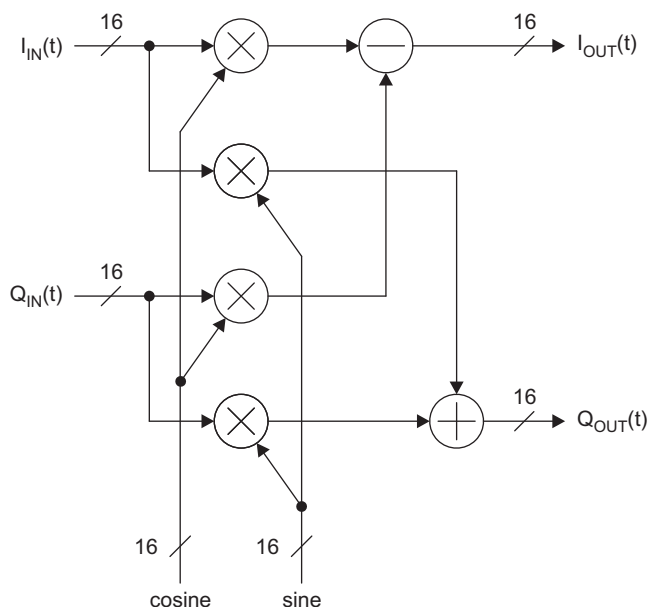 16
16
I_IN(t)
I_OUT(t)
16
Q_IN(t)
16
Q_OUT(t)
16
16
cosine
sine